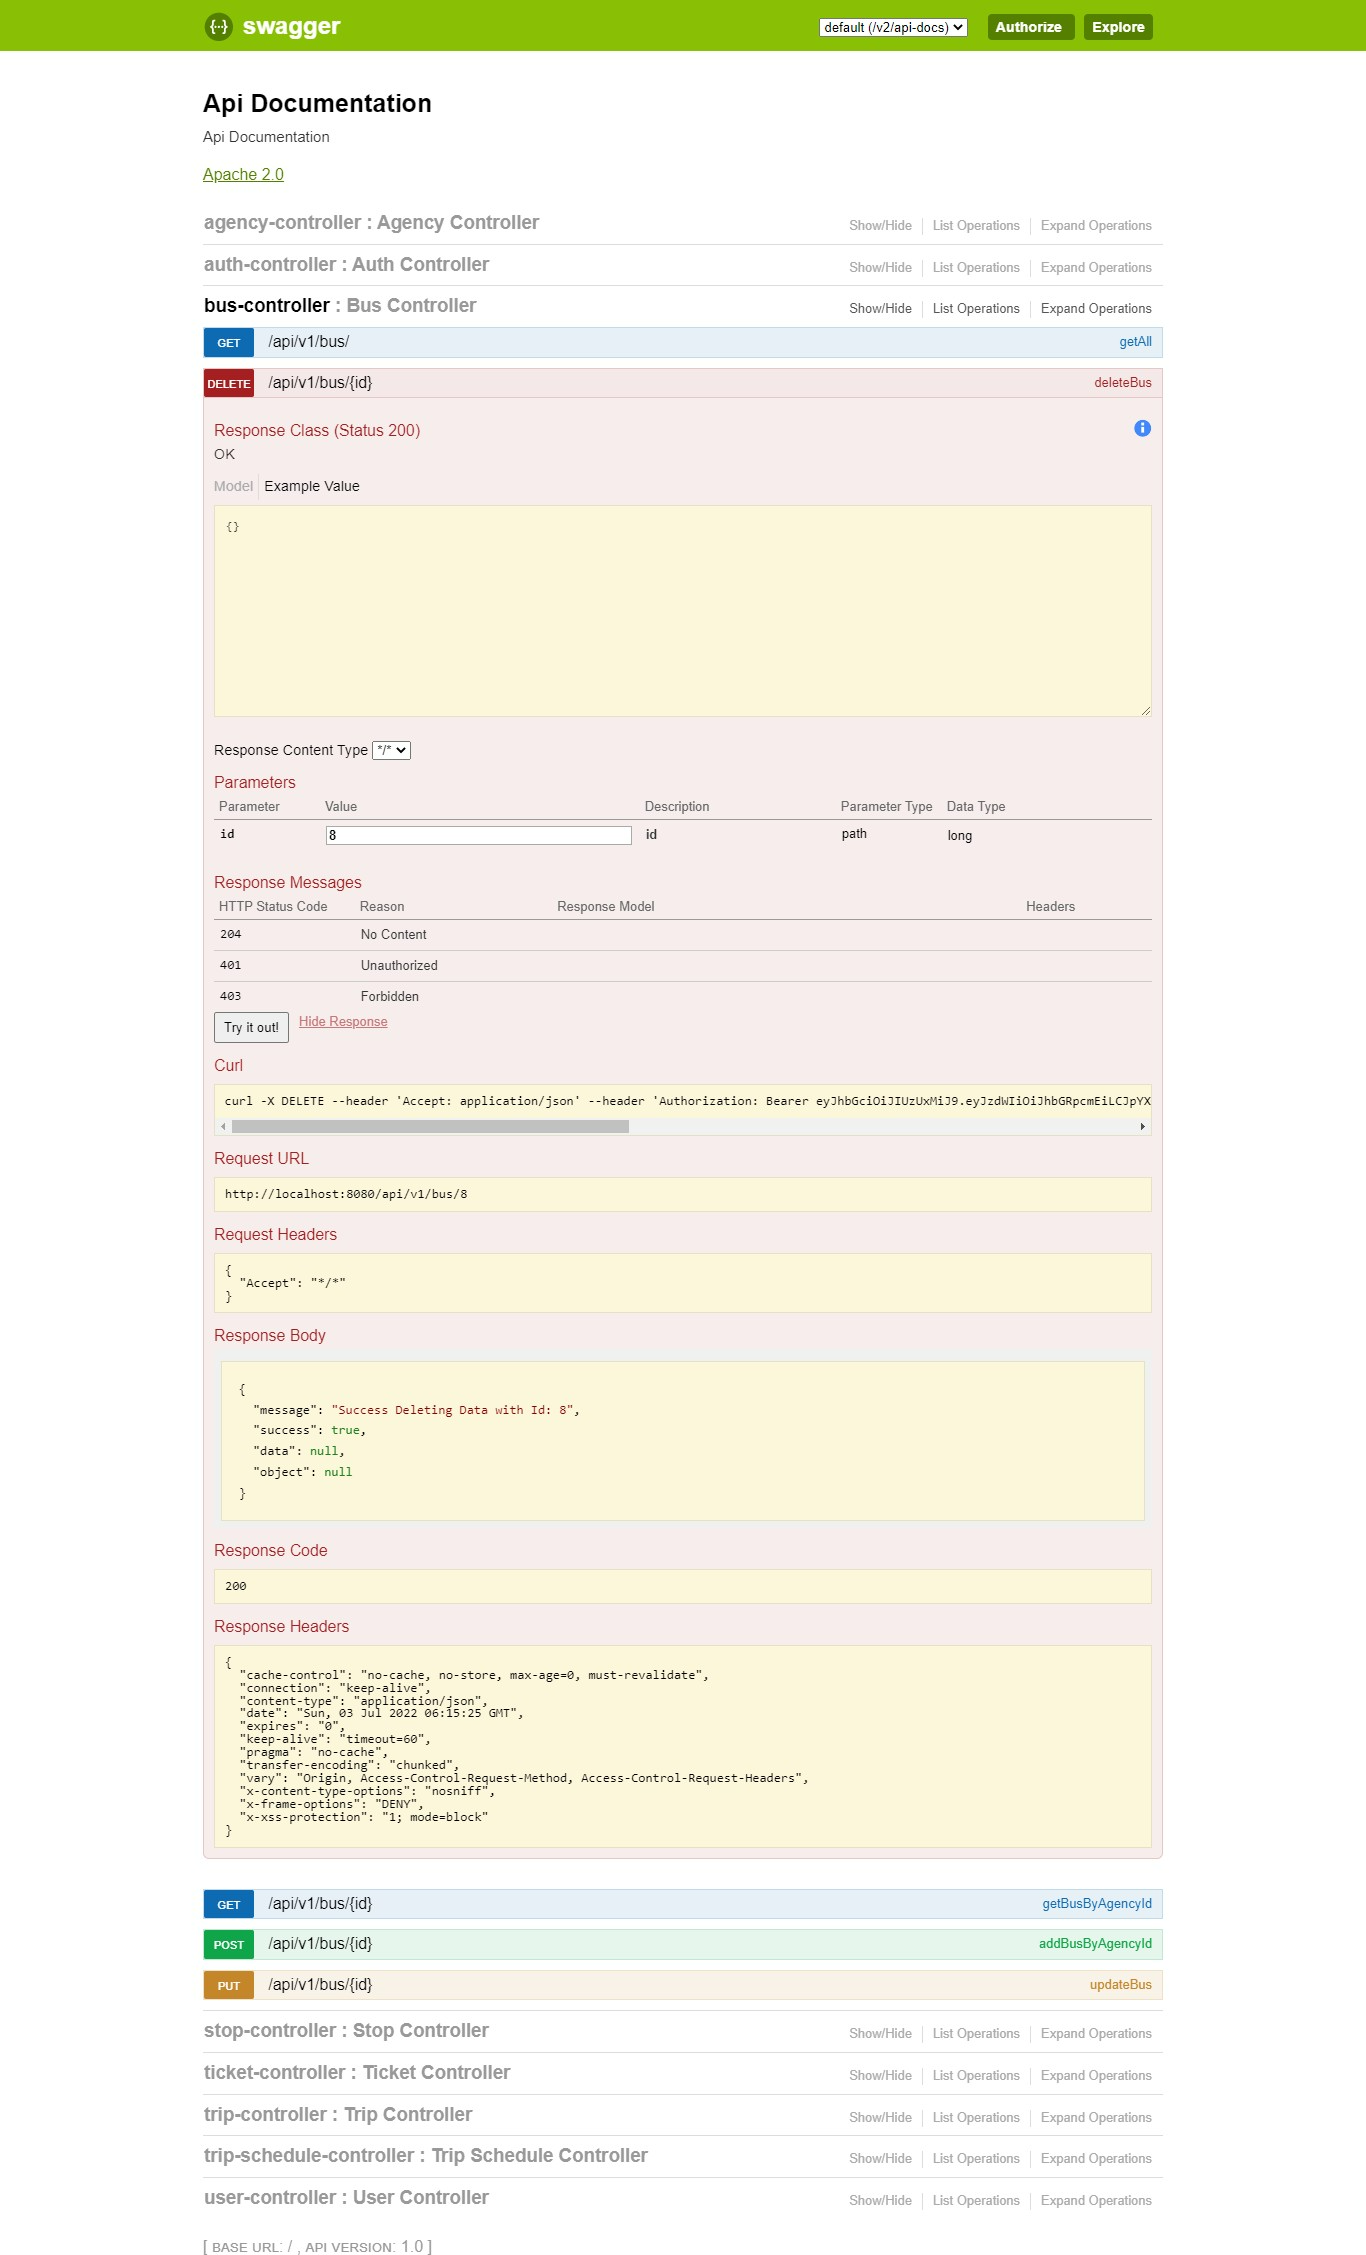 swagger default (/v2/api-docs) Authorize Explore
Api Documentation
Api Documentation
Apache 2.0
agency-controller : Agency Controller Show/Hide List Operations Expand Operations
auth-controller : Auth Controller Show/Hide List Operations Expand Operations
bus-controller : Bus Controller Show/Hide List Operations Expand Operations
GET /api/v1/bus/ getAll
DELETE /api/v1/bus/{id} deleteBus
Response Class (Status 200)
OK
Model Example Value
{}
Response Content Type */*
Parameters
Parameter Value Description Parameter Type Data Type
id 8 id path long
Response Messages
HTTP Status Code Reason Response Model Headers
204 No Content
401 Unauthorized
403 Forbidden
Try it out! Hide Response
Curl
curl -X DELETE --header 'Accept: application/json' --header 'Authorization: Bearer eyJhbGciOiJIUzUxMiJ9.eyJzdWIiOiJhbGRpcmEiLCJpYX
Request URL
http://localhost:8080/api/v1/bus/8
Request Headers
{
"Accept": "*/*"
}
Response Body
{
"message": "Success Deleting Data with Id: 8",
"success": true,
"data": null,
"object": null
}
Response Code
200
Response Headers
{
"cache-control": "no-cache, no-store, max-age=0, must-revalidate",
"connection": "keep-alive",
"content-type": "application/json",
"date": "Sun, 03 Jul 2022 06:15:25 GMT",
"expires": "0",
"keep-alive": "timeout=60",
"pragma": "no-cache",
"transfer-encoding": "chunked",
"vary": "Origin, Access-Control-Request-Method, Access-Control-Request-Headers",
"x-content-type-options": "nosniff",
"x-frame-options": "DENY",
"x-xss-protection": "1; mode=block"
}
GET /api/v1/bus/{id} getBusByAgencyId
POST /api/v1/bus/{id} addBusByAgencyId
PUT /api/v1/bus/{id} updateBus
stop-controller : Stop Controller Show/Hide List Operations Expand Operations
ticket-controller : Ticket Controller Show/Hide List Operations Expand Operations
trip-controller : Trip Controller Show/Hide List Operations Expand Operations
trip-schedule-controller : Trip Schedule Controller Show/Hide List Operations Expand Operations
user-controller : User Controller Show/Hide List Operations Expand Operations
[ BASE URL: / , API VERSION: 1.0 ]